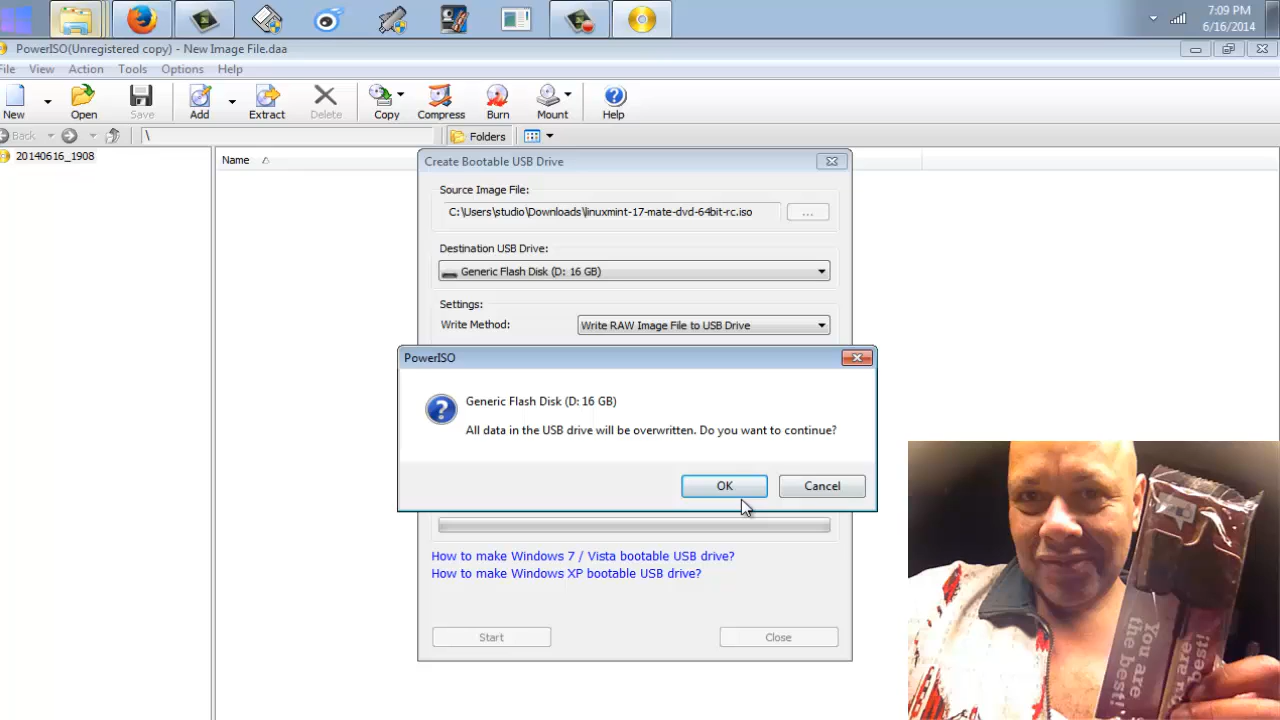 7:09 PM
6/16/2014
PowerISO(Unregistered copy) - New Image File.daa
File View Action Tools Options Help
New Open Save Add Extract Delete Copy Compress Burn Mount Help
Back \ Folders
20140616_1908
Name
Create Bootable USB Drive
Source Image File:
C:\Users\studio\Downloads\linuxmint-17-mate-dvd-64bit-rc.iso
...
Destination USB Drive:
Generic Flash Disk (D: 16 GB)
Settings:
Write Method: Write RAW Image File to USB Drive
PowerISO
Generic Flash Disk (D: 16 GB)
All data in the USB drive will be overwritten. Do you want to continue?
OK Cancel
How to make Windows 7 / Vista bootable USB drive?
How to make Windows XP bootable USB drive?
Start Close
You are
the best!
you are
best!